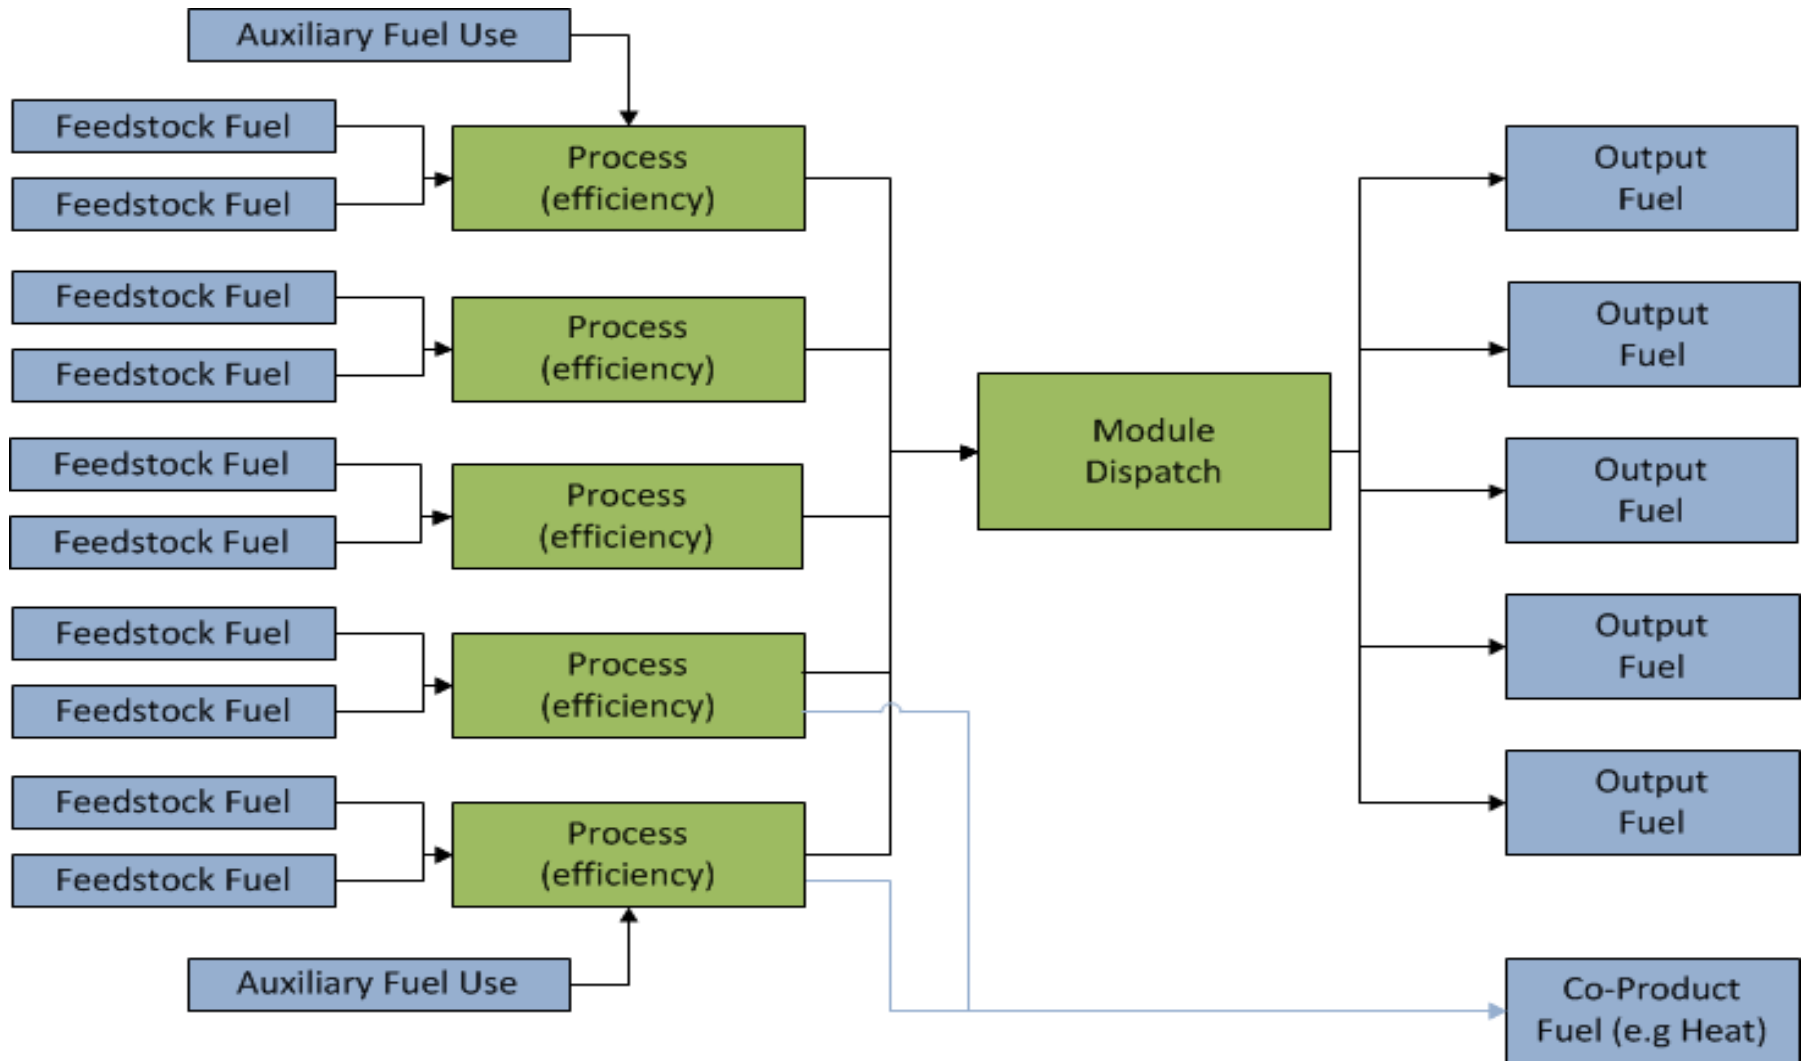 Auxiliary Fuel Use
Feedstock Fuel
Feedstock Fuel
Process
(efficiency)
Feedstock Fuel
Feedstock Fuel
Process
(efficiency)
Feedstock Fuel
Feedstock Fuel
Process
(efficiency)
Feedstock Fuel
Feedstock Fuel
Process
(efficiency)
Feedstock Fuel
Feedstock Fuel
Process
(efficiency)
Auxiliary Fuel Use
Module
Dispatch
Output
Fuel
Output
Fuel
Output
Fuel
Output
Fuel
Output
Fuel
Co-Product
Fuel (e.g Heat)